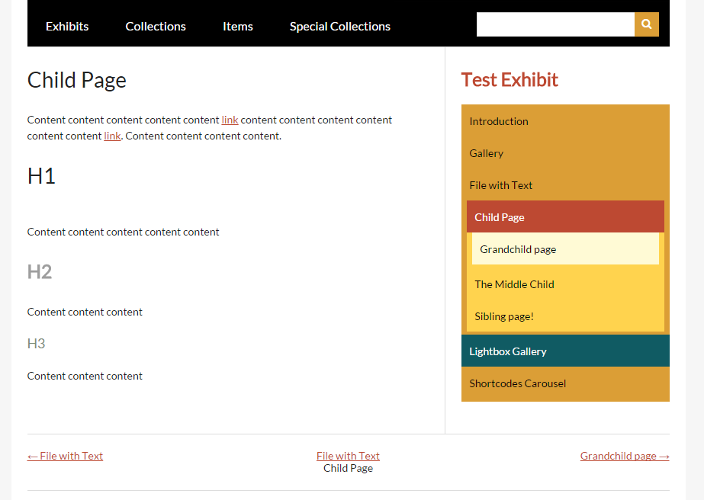 Exhibits Collections Items Special Collections
Child Page
Content content content content content link content content content content
content content link. Content content content content.
H1
Content content content content content
H2
Content content content
H3
Content content content
Test Exhibit
Introduction
Gallery
File with Text
Child Page
Grandchild page
The Middle Child
Sibling page!
Lightbox Gallery
Shortcodes Carousel
← File with Text
File with Text
Child Page
Grandchild page →